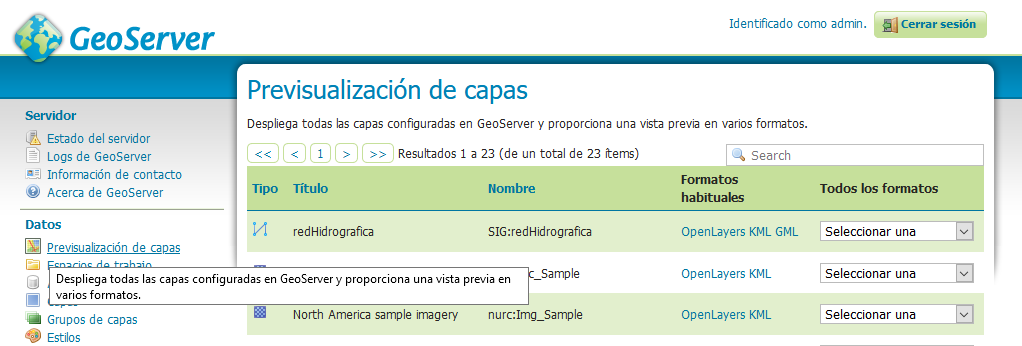 GeoServer
Identificado como admin. Cerrar sesión
Servidor
Estado del servidor
Logs de GeoServer
Información de contacto
Acerca de GeoServer
Datos
Previsualización de capas
Espacios de trabajo
Despliega todas las capas configuradas en GeoServer y proporciona una vista previa en
varios formatos.
Grupos de capas
Estilos
Previsualización de capas
Despliega todas las capas configuradas en GeoServer y proporciona una vista previa en varios formatos.
<< < 1 > >> Resultados 1 a 23 (de un total de 23 ítems) Search
Tipo Título Nombre Formatos habituales Todos los formatos
redHidrografica SIG:redHidrografica OpenLayers KML GML Seleccionar una
c_Sample OpenLayers KML Seleccionar una
North America sample imagery nurc:Img_Sample OpenLayers KML Seleccionar una